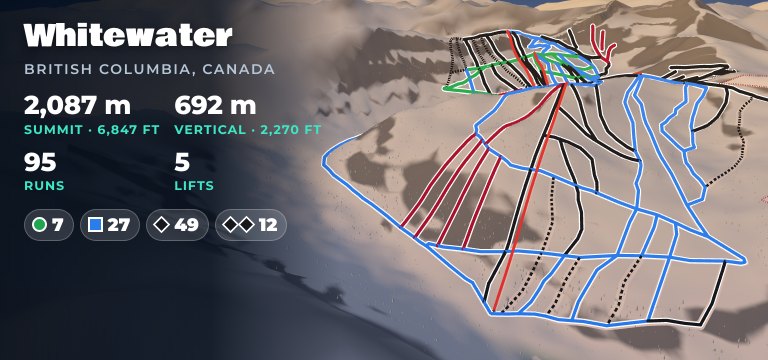 Whitewater
BRITISH COLUMBIA, CANADA
2,087 m 692 m
SUMMIT · 6,847 FT VERTICAL · 2,270 FT
95 5
RUNS LIFTS
7 27 49 12